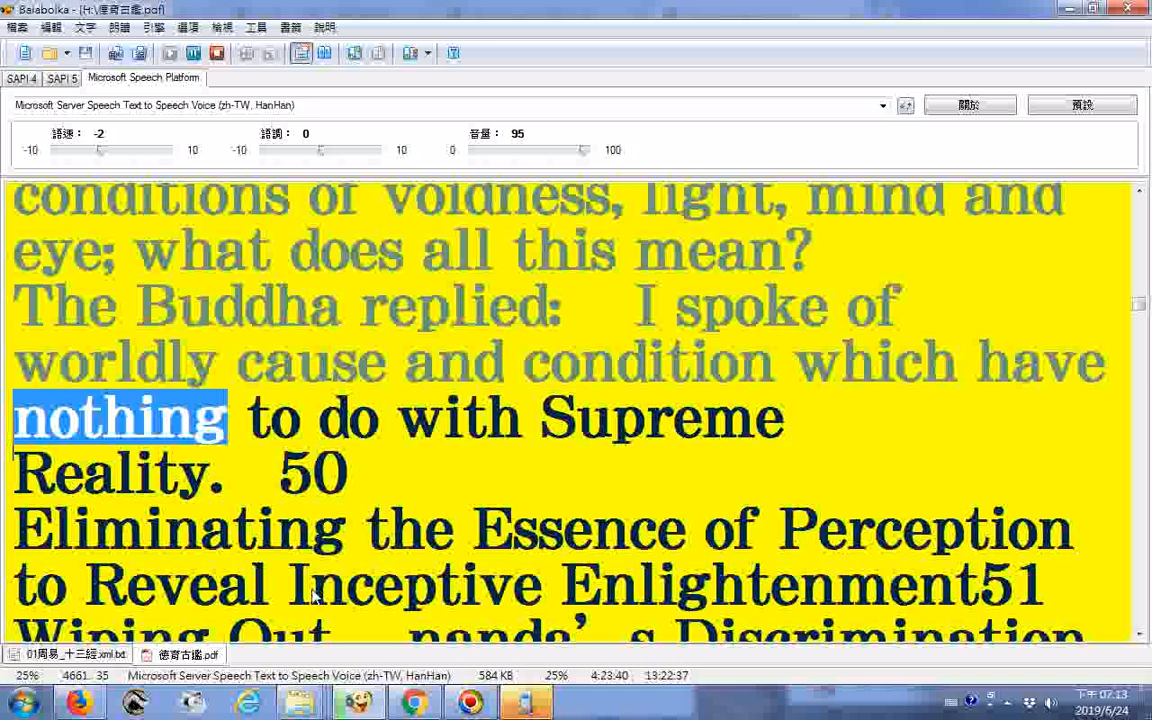 Balabolka - [H:\德育古鑑.pdf]
檔案 編輯 文字 朗讀 引擎 選項 檢視 工具 書籤 說明
SAPI 4 SAPI 5 Microsoft Speech Platform
Microsoft Server Speech Text to Speech Voice (zh-TW, HanHan) 關於 預設
語速： -2 語調： 0 音量： 95
-10 10 -10 10 0 100
conditions of voidness, light, mind and
eye; what does all this mean?
The Buddha replied: I spoke of
worldly cause and condition which have
nothing to do with Supreme
Reality. 50
Eliminating the Essence of Perception
to Reveal Inceptive Enlightenment51
Wiping Out nanda’s Discrimination
01周易_十三經.xml.txt 德育古鑑.pdf
25% 4661: 35 Microsoft Server Speech Text to Speech Voice (zh-TW, HanHan) 584 KB 25% 4:23:40 13:22:37
下午 07:13
2019/6/24